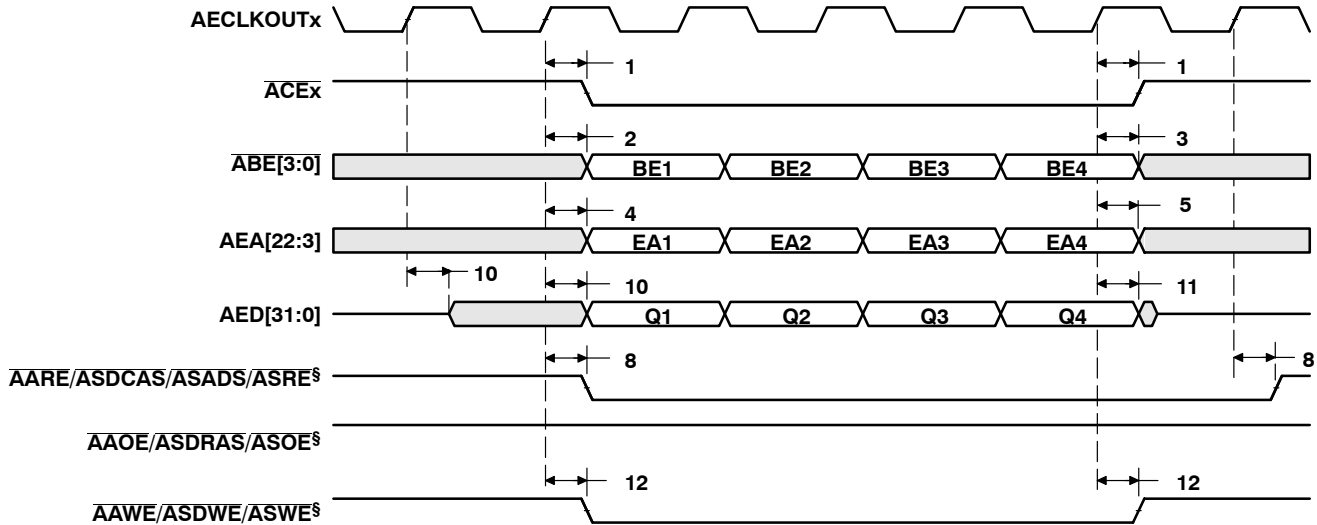 AECLKOUTx
1 1
ACEx
2 3
ABE[3:0] BE1 BE2 BE3 BE4
4 5
AEA[22:3] EA1 EA2 EA3 EA4
10 10 11
AED[31:0] Q1 Q2 Q3 Q4
8 8
AARE/ASDCAS/ASADS/ASRE§
AAOE/ASDRAS/ASOE§
12 12
AAWE/ASDWE/ASWE§